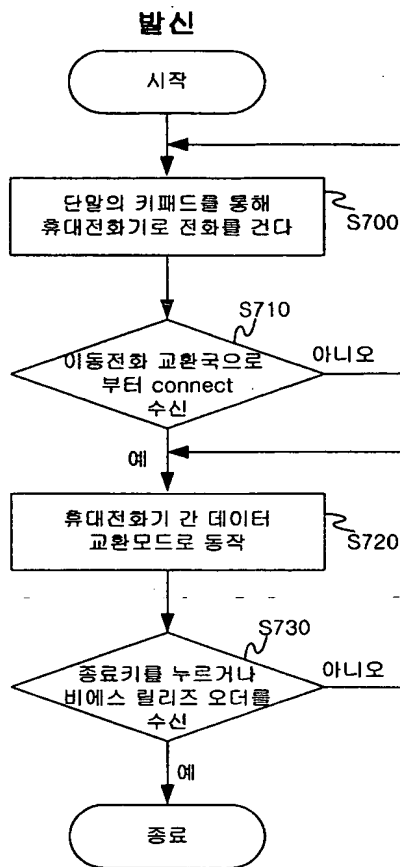 발신
시작
단말의 키패드를 통해
휴대전화기로 전화를 건다
S700
S710
이동전화 교환국으로
부터 connect
수신
아니오
예
휴대전화기 간 데이터
교환모드로 동작
S720
S730
종료키를 누르거나
비에스 릴리즈 오더를
수신
아니오
예
종료